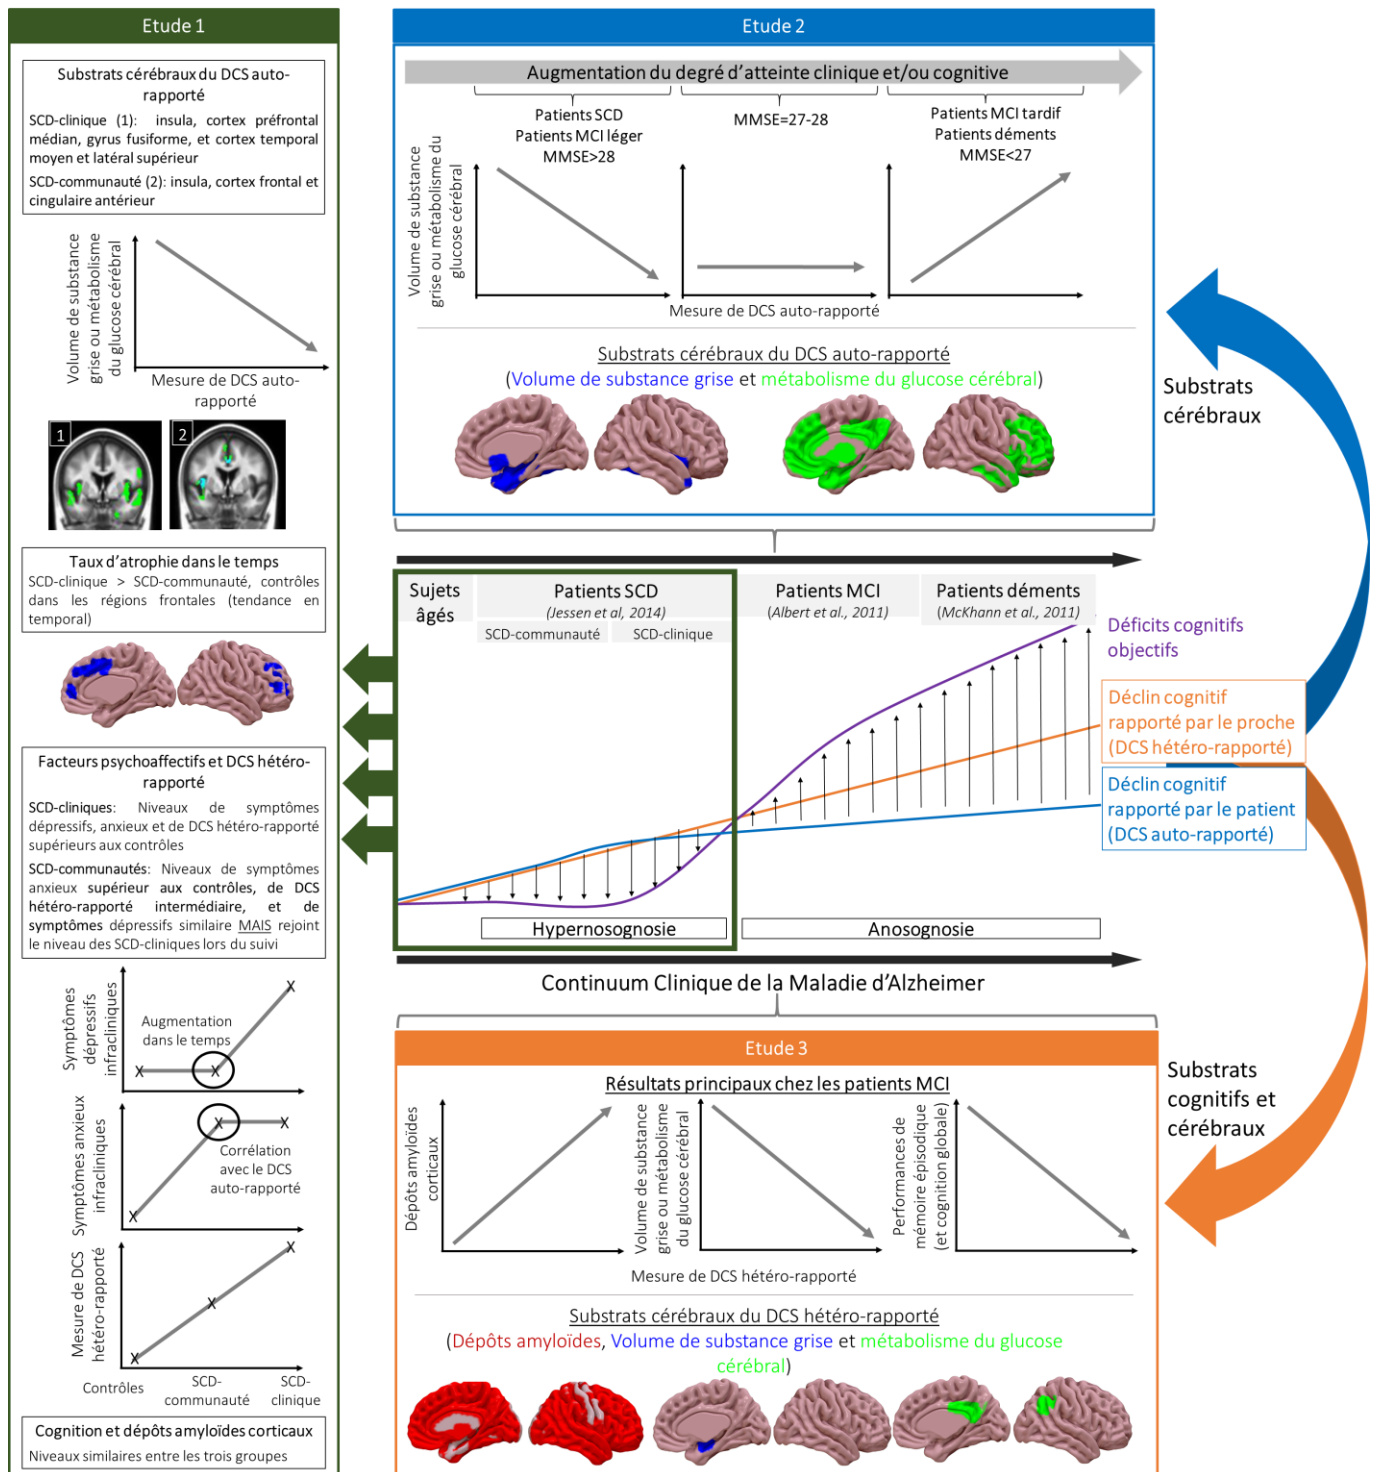 Etude 1
Substrats cérébraux du DCS auto-
rapporté
SCD-clinique (1): insula, cortex préfrontal
médian, gyrus fusiforme, et cortex temporal
moyen et latéral supérieur
SCD-communauté (2): insula, cortex frontal et
cingulaire antérieur
Volume de substance
grise ou métabolisme
du glucose cérébral
Mesure de DCS auto-
rapporté
1
2
Taux d'atrophie dans le temps
SCD-clinique > SCD-communauté, contrôles
dans les régions frontales (tendance en
temporal)
Facteurs psychoaffectifs et DCS hétéro-
rapporté
SCD-cliniques: Niveaux de symptômes
dépressifs, anxieux et de DCS hétéro-rapporté
supérieurs aux contrôles
SCD-communautés: Niveaux de symptômes
anxieux supérieur aux contrôles, de DCS
hétéro-rapporté intermédiaire, et de
symptômes dépressifs similaire MAIS rejoint
le niveau des SCD-cliniques lors du suivi
Symptômes
dépressifs
infracliniques
Augmentation
dans le temps
Symptômes anxieux
infracliniques
Corrélation
avec le DCS
auto-rapporté
Mesure de DCS
hétéro-rapporté
Contrôles
SCD-
communauté
SCD-
clinique
Cognition et dépôts amyloïdes corticaux
Niveaux similaires entre les trois groupes
Etude 2
Augmentation du degré d'atteinte clinique et/ou cognitive
Patients SCD
Patients MCI léger
MMSE>28
MMSE=27-28
Patients MCI tardif
Patients déments
MMSE<27
Volume de substance
grise ou métabolisme du
glucose cérébral
Mesure de DCS auto-rapporté
Substrats cérébraux du DCS auto-rapporté
(Volume de substance grise et métabolisme du glucose cérébral)
Substrats
cérébraux
Sujets
âgés
Patients SCD
(Jessen et al, 2014)
SCD-communauté
SCD-clinique
Patients MCI
(Albert et al., 2011)
Patients déments
(McKhann et al., 2011)
Déficits cognitifs
objectifs
Déclin cognitif
rapporté par le proche
(DCS hétéro-rapporté)
Déclin cognitif
rapporté par le patient
(DCS auto-rapporté)
Hypernosognosie
Anosognosie
Continuum Clinique de la Maladie d'Alzheimer
Etude 3
Résultats principaux chez les patients MCI
Dépôts amyloïdes
corticaux
Volume de substance
grise ou métabolisme
du glucose cérébral
Performances de
mémoire épisodique
(et cognition globale)
Mesure de DCS hétéro-rapporté
Substrats cérébraux du DCS hétéro-rapporté
(Dépôts amyloïdes, Volume de substance grise et métabolisme du glucose
cérébral)
Substrats
cognitifs et
cérébraux